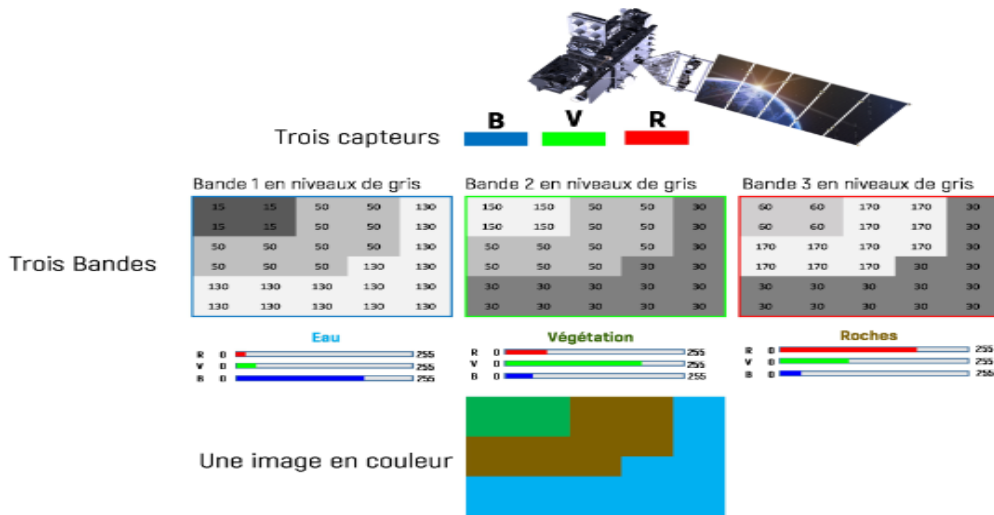 B V R
Trois capteurs
Bande 1 en niveaux de gris
Bande 2 en niveaux de gris
Bande 3 en niveaux de gris
Trois Bandes
15 15 50 50 130
15 15 50 50 130
50 50 50 50 130
50 50 50 130 130
130 130 130 130 130
130 130 130 130 130
150 150 50 50 30
150 150 50 50 30
50 50 50 50 30
50 50 50 30 30
30 30 30 30 30
30 30 30 30 30
60 60 170 170 30
60 60 170 170 30
170 170 170 170 30
170 170 30 30 30
30 30 30 30 30
30 30 30 30 30
Eau
R 0 255
V 0 255
B 0 255
Végétation
R 0 255
V 0 255
B 0 255
Roches
R 0 255
V 0 255
B 0 255
Une image en couleur